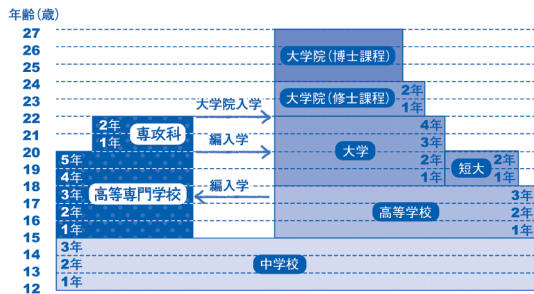 年齢(歳)
27
26
25
24
23
22
21
20
19
18
17
16
15
14
13
12
大学院(博士課程)
大学院(修士課程)
2年
1年
大学院入学
2年
1年
専攻科
編入学
4年
3年
2年
1年
大学
2年
1年
短大
5年
4年
3年
2年
1年
高等専門学校
編入学
3年
2年
1年
高等学校
3年
2年
1年
中学校